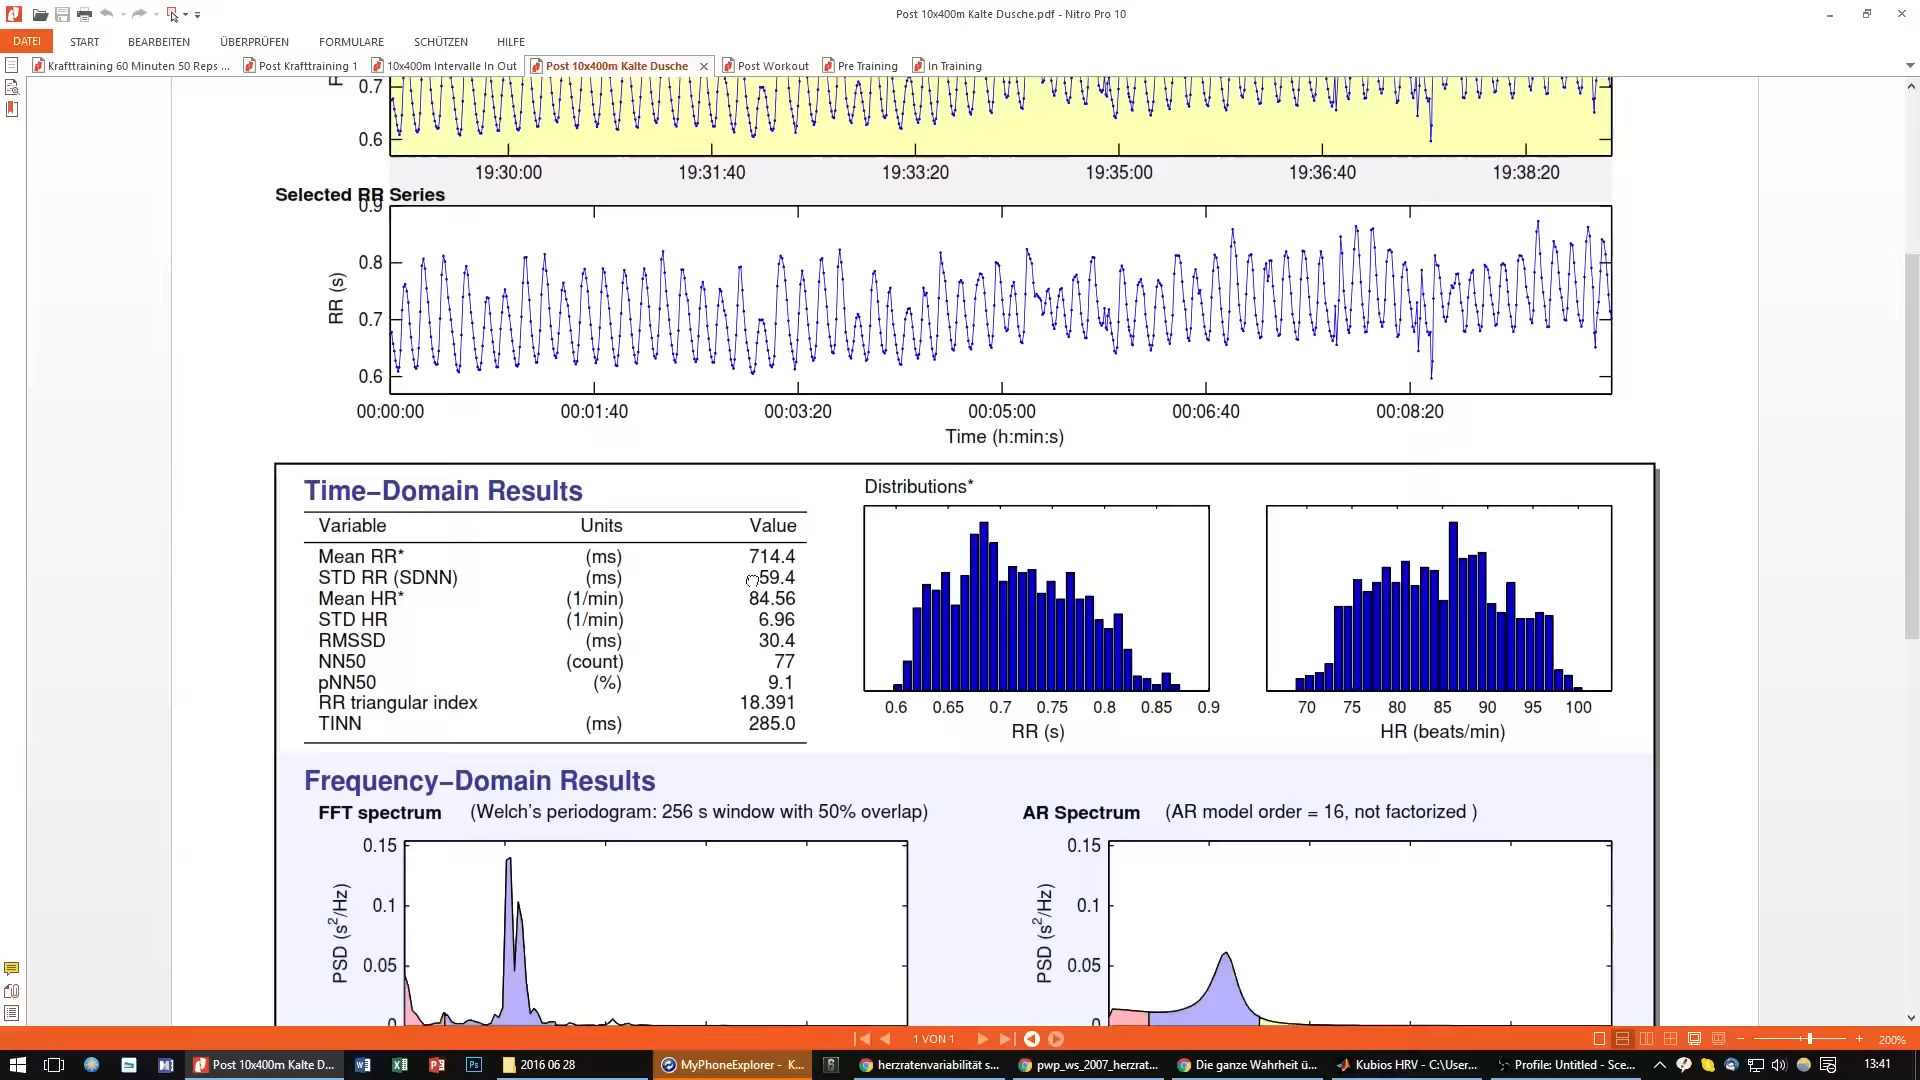 Post 10x400m Kalte Dusche.pdf - Nitro Pro 10
DATEI START BEARBEITEN ÜBERPRÜFEN FORMULARE SCHÜTZEN HILFE
Krafttraining 60 Minuten 50 Reps ... Post Krafttraining 1 10x400m Intervalle In Out Post 10x400m Kalte Dusche Post Workout Pre Training In Training
0.7
0.6
19:30:00 19:31:40 19:33:20 19:35:00 19:36:40 19:38:20
Selected RR Series
0.9
0.8
0.7
0.6
RR (s)
00:00:00 00:01:40 00:03:20 00:05:00 00:06:40 00:08:20
Time (h:min:s)
Time–Domain Results
Variable Units Value
Mean RR* (ms) 714.4
STD RR (SDNN) (ms) 59.4
Mean HR* (1/min) 84.56
STD HR (1/min) 6.96
RMSSD (ms) 30.4
NN50 (count) 77
pNN50 (%) 9.1
RR triangular index 18.391
TINN (ms) 285.0
Distributions*
0.6 0.65 0.7 0.75 0.8 0.85 0.9
RR (s)
70 75 80 85 90 95 100
HR (beats/min)
Frequency–Domain Results
FFT spectrum (Welch's periodogram: 256 s window with 50% overlap)
0.15
0.1
0.05
0
PSD (s²/Hz)
AR Spectrum (AR model order = 16, not factorized )
0.15
0.1
0.05
0
PSD (s²/Hz)
1 VON 1
200%
Post 10x400m Kalte D... 2016 06 28 MyPhoneExplorer - K... herzratenvariabilität s... pwp_ws_2007_herzrat... Die ganze Wahrheit ü... Kubios HRV - C:\User... Profile: Untitled - Sce... 13:41